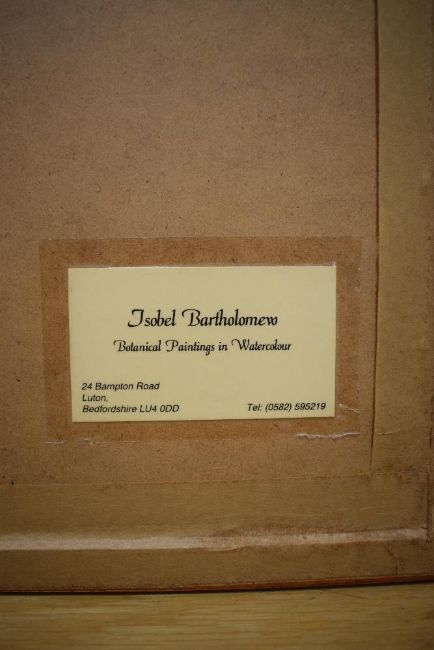 Isobel Bartholomew
Botanical Paintings in Watercolour
24 Bampton Road
Luton,
Bedfordshire LU4 0DD
Tel: (0582) 595219